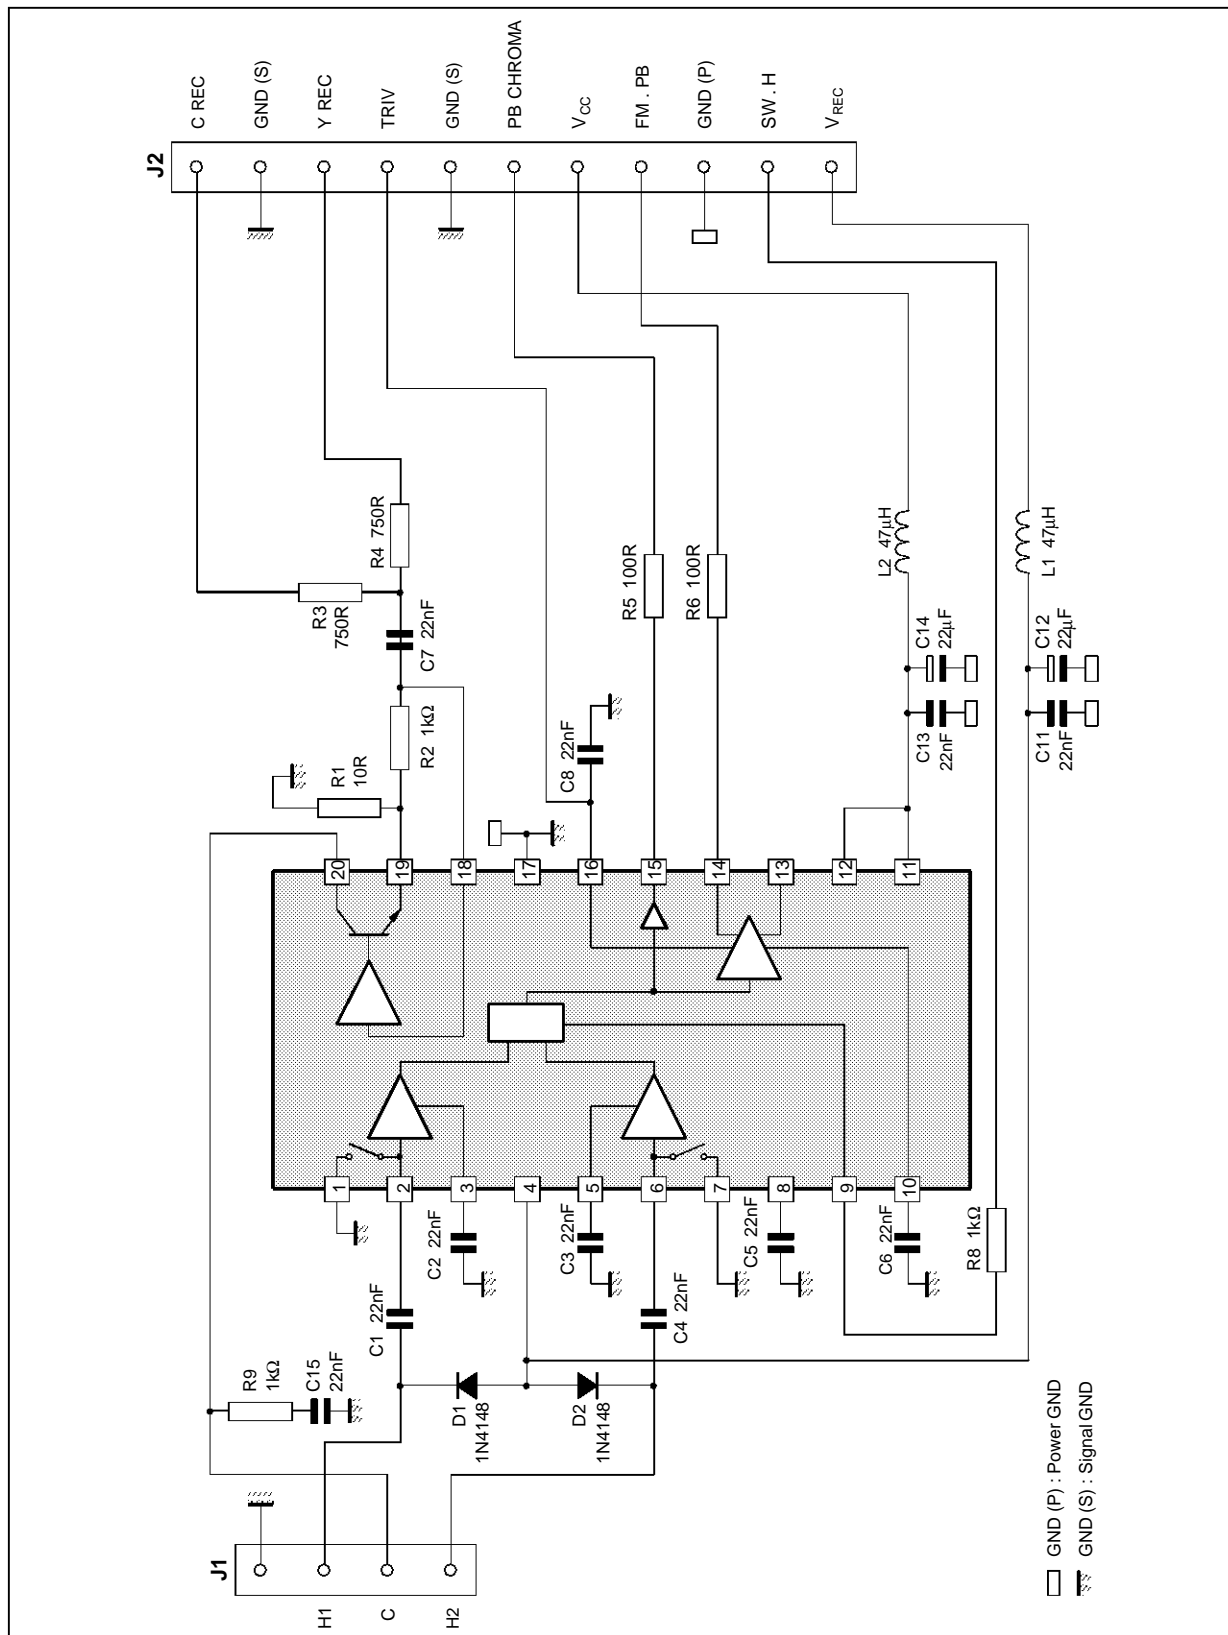 J2
C REC
GND (S)
Y REC
TRIV
GND (S)
PB CHROMA
VCC
FM . PB
GND (P)
SW . H
VREC
R4 750R
R3
750R
C7 22nF
R2 1kΩ
R1
10R
C8 22nF
R5 100R
R6 100R
L2 47µH
L1 47µH
C14
22µF
C13
22nF
C12
22µF
C11
22nF
20
19
18
17
16
15
14
13
12
11
1
2
3
4
5
6
7
8
9
10
C2 22nF
C3 22nF
C5 22nF
C6 22nF
R8 1kΩ
C1 22nF
C4 22nF
R9
1kΩ
C15
22nF
D1
1N4148
D2
1N4148
J1
H1
C
H2
GND (P) : Power GND
GND (S) : Signal GND